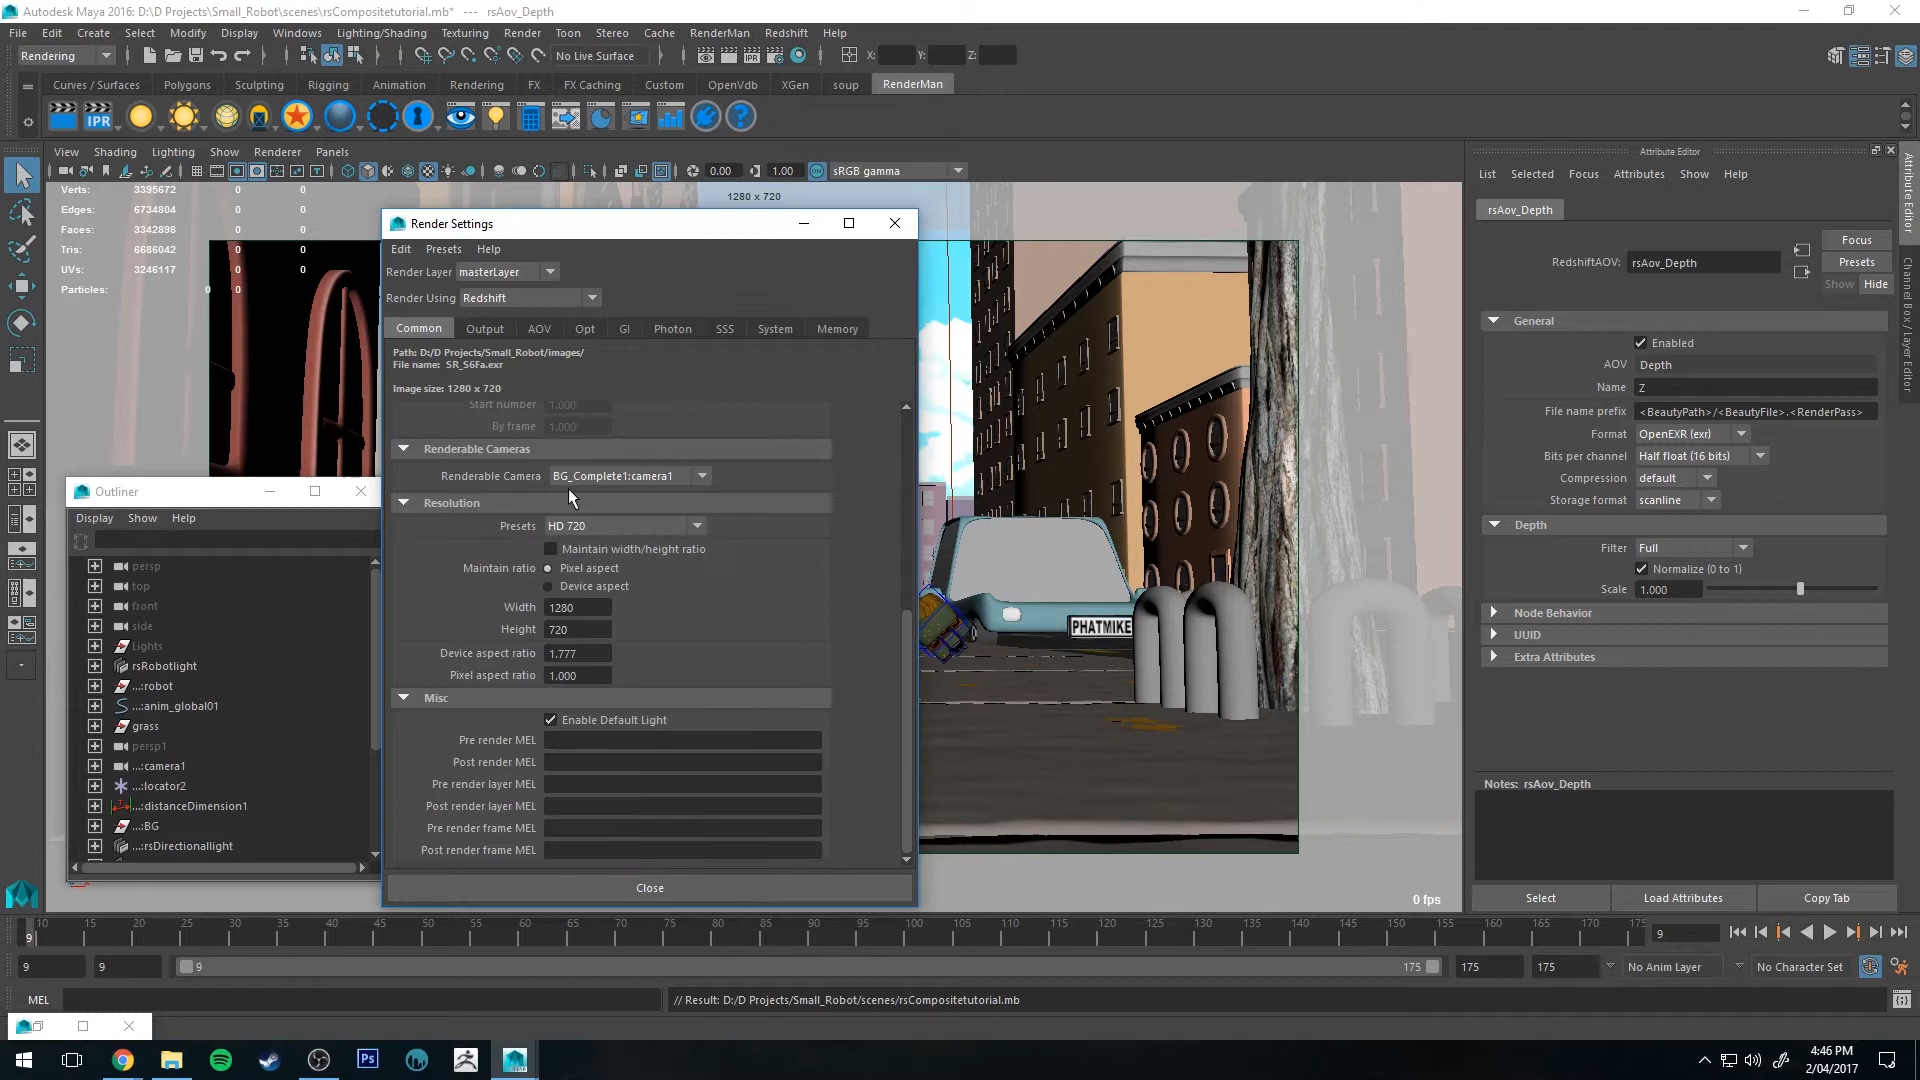 Autodesk Maya 2016: D:\D Projects\Small_Robot\scenes\rsCompositetutorial.mb* --- rsAov_Depth
File Edit Create Select Modify Display Windows Lighting/Shading Texturing Render Toon Stereo Cache RenderMan Redshift Help
Rendering No Live Surface X: Y: Z:
Curves / Surfaces Polygons Sculpting Rigging Animation Rendering FX FX Caching Custom OpenVdb XGen soup RenderMan
IPR
View Shading Lighting Show Renderer Panels
0.00 1.00 sRGB gamma
Verts: 3395672 0 0
Edges: 6734804 0 0
Faces: 3342898 0 0
Tris: 6686042 0 0
UVs: 3246117 0 0
Particles: 0 0
1280 x 720
PHATMIKE
0 fps
Render Settings
Edit Presets Help
Render Layer masterLayer
Render Using Redshift
Common Output AOV Opt GI Photon SSS System Memory
Path: D:/D Projects/Small_Robot/images/
File name: SR_S6Fa.exr
Image size: 1280 x 720
Start number 1.000
By frame 1.000
Renderable Cameras
Renderable Camera BG_Complete1:camera1
Resolution
Presets HD 720
Maintain width/height ratio
Maintain ratio Pixel aspect
Device aspect
Width 1280
Height 720
Device aspect ratio 1.777
Pixel aspect ratio 1.000
Misc
Enable Default Light
Pre render MEL
Post render MEL
Pre render layer MEL
Post render layer MEL
Pre render frame MEL
Post render frame MEL
Close
Outliner
Display Show Help
persp
top
front
side
Lights
rsRobotlight
...:robot
...:anim_global01
grass
persp1
...:camera1
...:locator2
...:distanceDimension1
...:BG
...:rsDirectionallight
Attribute Editor
List Selected Focus Attributes Show Help
rsAov_Depth
RedshiftAOV: rsAov_Depth
Focus
Presets
Show Hide
General
Enabled
AOV Depth
Name Z
File name prefix <BeautyPath>/<BeautyFile>.<RenderPass>
Format OpenEXR (exr)
Bits per channel Half float (16 bits)
Compression default
Storage format scanline
Depth
Filter Full
Normalize (0 to 1)
Scale 1.000
Node Behavior
UUID
Extra Attributes
Notes: rsAov_Depth
Select Load Attributes Copy Tab
Attribute Editor
Channel Box / Layer Editor
10 15 20 25 30 35 40 45 50 55 60 65 70 75 80 85 90 95 100 105 110 115 120 125 130 135 140 145 150 155 160 165 170 175
9 9
9 9 9 175 175 175 No Anim Layer No Character Set
MEL // Result: D:/D Projects/Small_Robot/scenes/rsCompositetutorial.mb
Ps
4:46 PM
2/04/2017